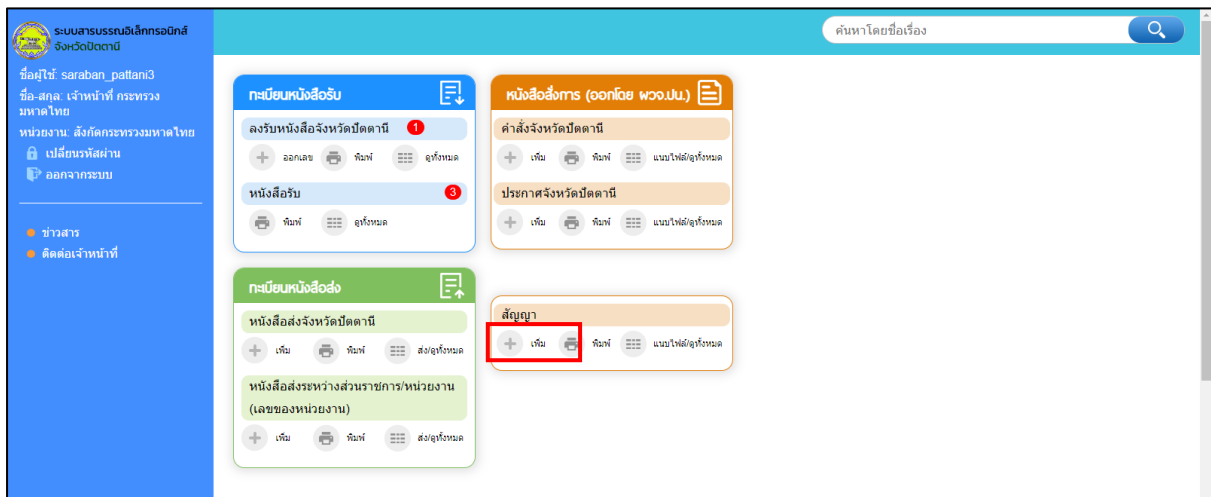 ระบบสารบรรณอิเล็กทรอนิกส์
จังหวัดปัตตานี
ค้นหาโดยชื่อเรื่อง
ชื่อผู้ใช้: saraban_pattani3
ชื่อ-สกุล: เจ้าหน้าที่ กระทรวง
มหาดไทย
หน่วยงาน: สังกัดกระทรวงมหาดไทย
เปลี่ยนรหัสผ่าน
ออกจากระบบ
ข่าวสาร
ติดต่อเจ้าหน้าที่
ทะเบียนหนังสือรับ
ลงรับหนังสือจังหวัดปัตตานี 1
ออกเลข พิมพ์ ดูทั้งหมด
หนังสือรับ 3
พิมพ์ ดูทั้งหมด
หนังสือสั่งการ (ออกโดย ผวจ.ปน.)
คำสั่งจังหวัดปัตตานี
เพิ่ม พิมพ์ แนบไฟล์/ดูทั้งหมด
ประกาศจังหวัดปัตตานี
เพิ่ม พิมพ์ แนบไฟล์/ดูทั้งหมด
ทะเบียนหนังสือส่ง
หนังสือส่งจังหวัดปัตตานี
เพิ่ม พิมพ์ ส่ง/ดูทั้งหมด
หนังสือส่งระหว่างส่วนราชการ/หน่วยงาน
(เลขของหน่วยงาน)
เพิ่ม พิมพ์ ส่ง/ดูทั้งหมด
สัญญา
เพิ่ม พิมพ์ แนบไฟล์/ดูทั้งหมด